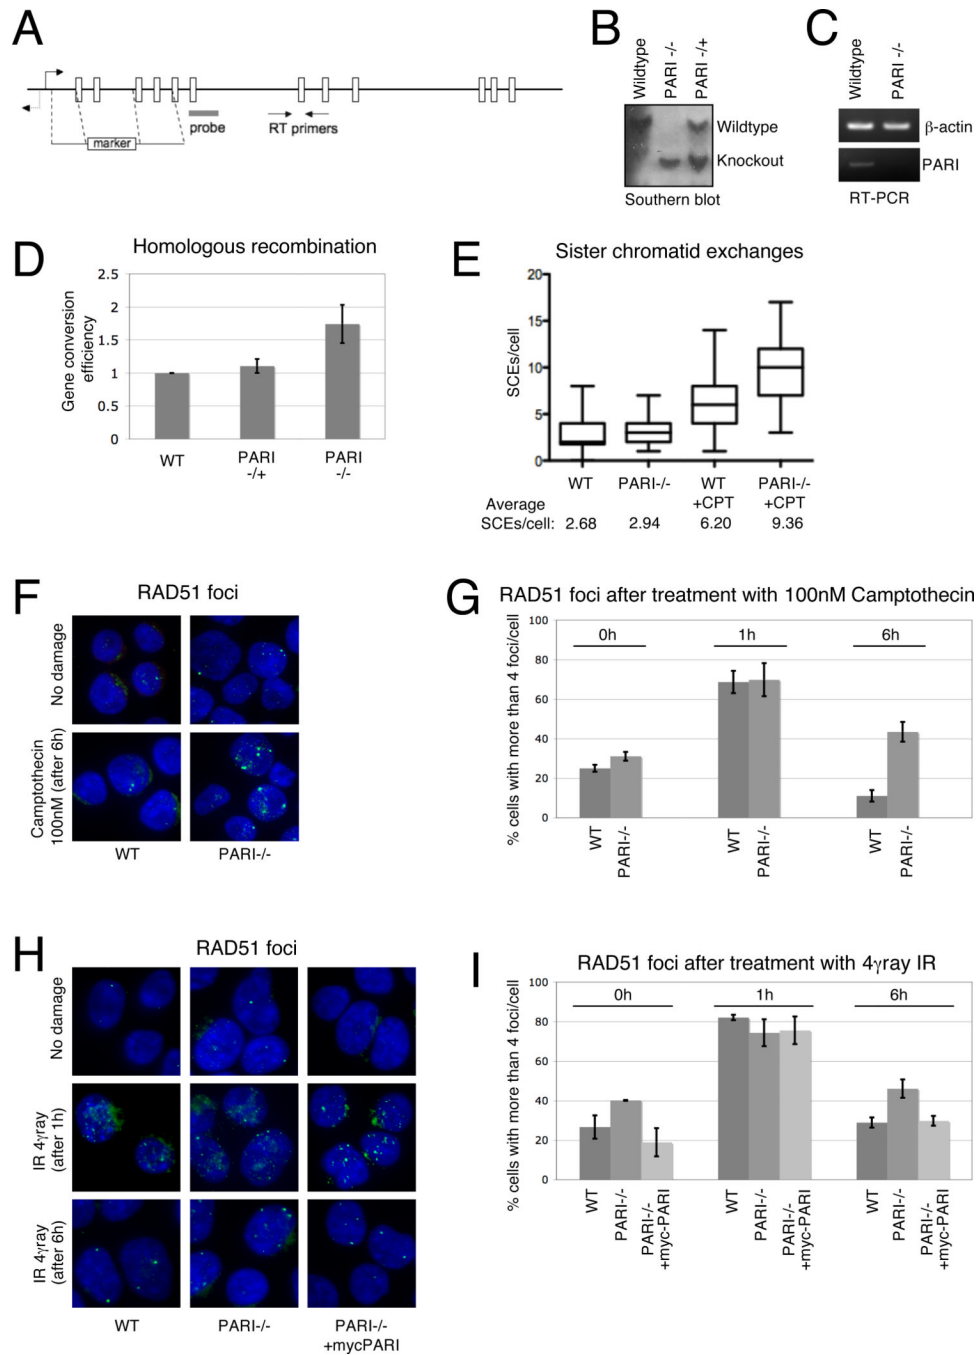 A
marker
probe
RT primers
B
Wildtype
PARI -/-
PARI -/+
Wildtype
Knockout
Southern blot
C
Wildtype
PARI -/-
β-actin
PARI
RT-PCR
D
Homologous recombination
Gene conversion
efficiency
2.5
2
1.5
1
0.5
0
WT
PARI
-/+
PARI
-/-
E
Sister chromatid exchanges
SCEs/cell
20
15
10
5
0
WT
PARI-/-
WT
+CPT
PARI-/-
+CPT
Average
SCEs/cell: 2.68 2.94 6.20 9.36
F
RAD51 foci
No damage
Camptothecin
100nM (after 6h)
WT
PARI-/-
G
RAD51 foci after treatment with 100nM Camptothecin
% cells with more than 4 foci/cell
100
80
60
40
20
0
0h
1h
6h
WT
PARI-/-
WT
PARI-/-
WT
PARI-/-
H
RAD51 foci
No damage
IR 4γray
(after 1h)
IR 4γray
(after 6h)
WT
PARI-/-
PARI-/-
+mycPARI
I
RAD51 foci after treatment with 4γray IR
% cells with more than 4 foci/cell
100
80
60
40
20
0
0h
1h
6h
WT
PARI-/-
PARI-/-
+myc-PARI
WT
PARI-/-
PARI-/-
+myc-PARI
WT
PARI-/-
PARI-/-
+myc-PARI